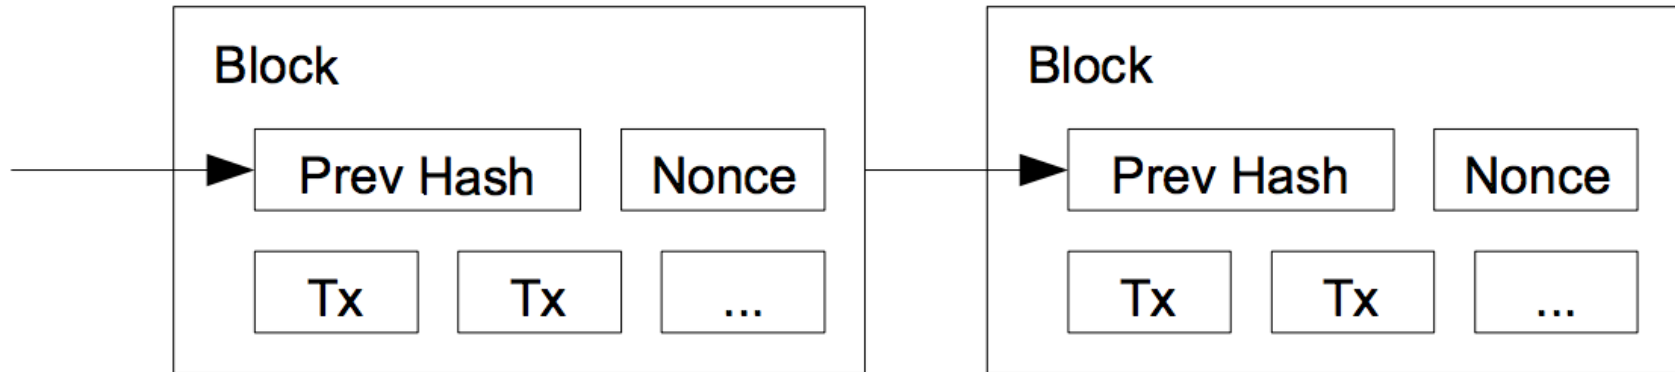 Block Block
Prev Hash Nonce Prev Hash Nonce
Tx Tx ... Tx Tx ...